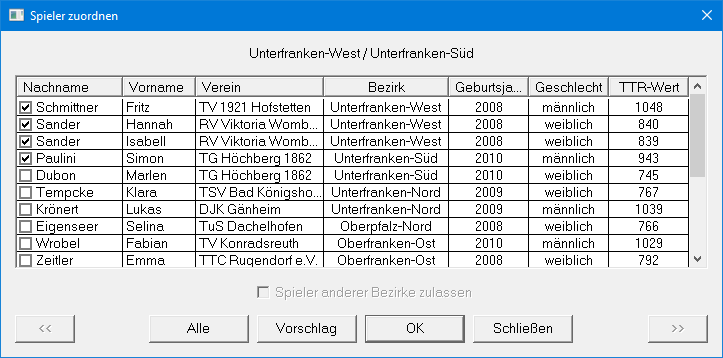 Spieler zuordnen
Unterfranken-West / Unterfranken-Süd
Nachname Vorname Verein Bezirk Geburtsja... Geschlecht TTR-Wert
Schmittner Fritz TV 1921 Hofstetten Unterfranken-West 2008 männlich 1048
Sander Hannah RV Viktoria Womb... Unterfranken-West 2008 weiblich 840
Sander Isabell RV Viktoria Womb... Unterfranken-West 2008 weiblich 839
Paulini Simon TG Höchberg 1862 Unterfranken-Süd 2010 männlich 943
Dubon Marlen TG Höchberg 1862 Unterfranken-Süd 2010 weiblich 745
Tempcke Klara TSV Bad Königsho... Unterfranken-Nord 2009 weiblich 767
Krönert Lukas DJK Gänheim Unterfranken-Nord 2009 männlich 1039
Eigenseer Selina TuS Dachelhofen Oberpfalz-Nord 2008 weiblich 766
Wrobel Fabian TV Konradsreuth Oberfranken-Ost 2010 männlich 1029
Zeitler Emma TTC Rugendorf e.V. Oberfranken-Ost 2008 weiblich 792
Spieler anderer Bezirke zulassen
<< Alle Vorschlag OK Schließen >>